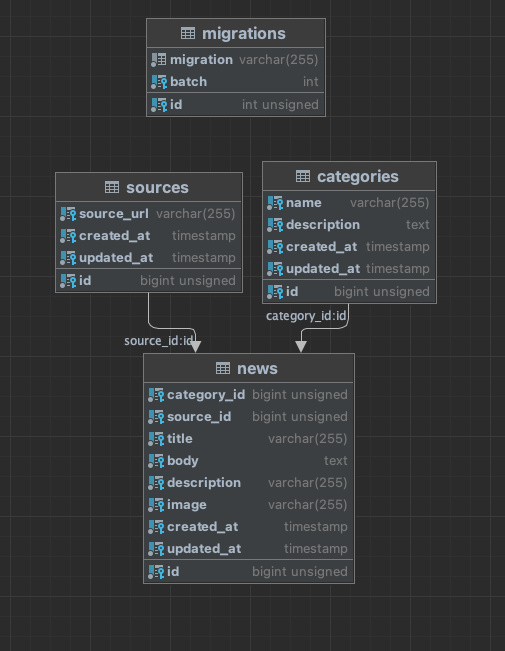 migrations
migration varchar(255)
batch int
id int unsigned
sources
source_url varchar(255)
created_at timestamp
updated_at timestamp
id bigint unsigned
categories
name varchar(255)
description text
created_at timestamp
updated_at timestamp
id bigint unsigned
source_id:id
category_id:id
news
category_id bigint unsigned
source_id bigint unsigned
title varchar(255)
body text
description varchar(255)
image varchar(255)
created_at timestamp
updated_at timestamp
id bigint unsigned